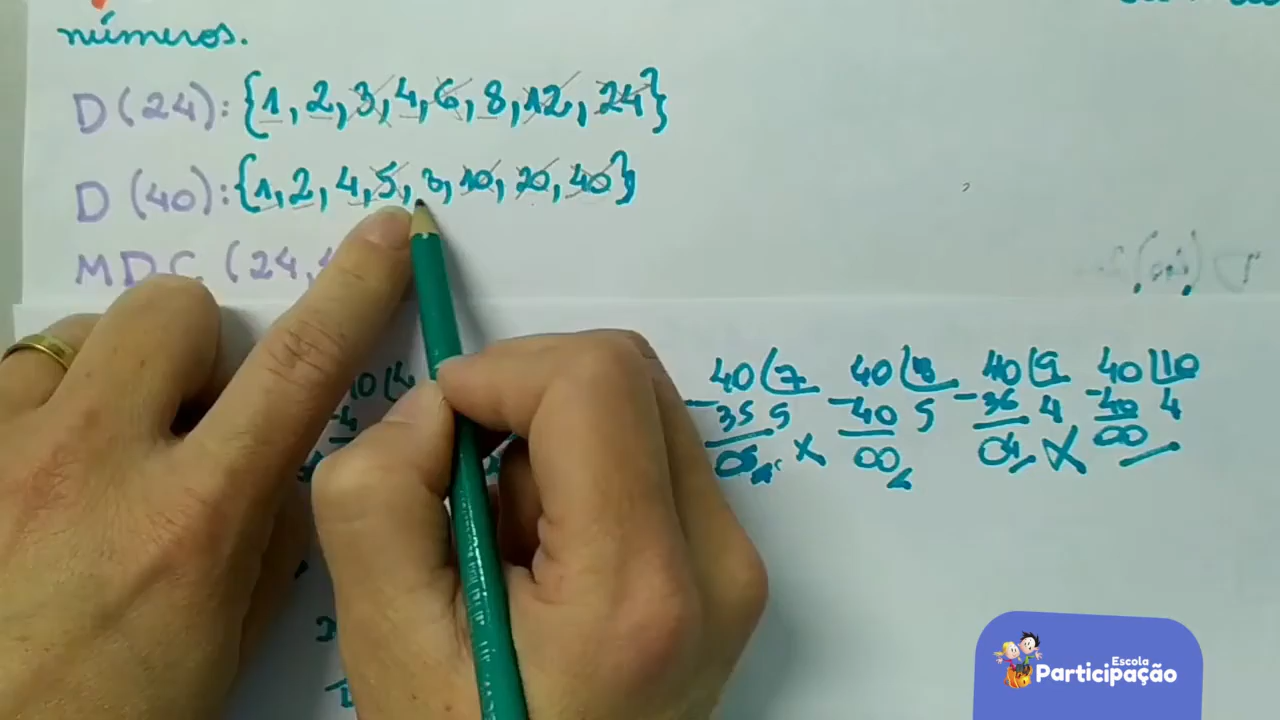 números.
D(24): {1, 2, 3, 4, 6, 8, 12, 24}
D(40): {1, 2, 4, 5, 8, 10, 20, 40}
MDC (24,
40 7 40 8 40 9 40 10
-35 5 -40 5 -36 4 -40 4
05 x 00 04 x 00
Escola
Participação